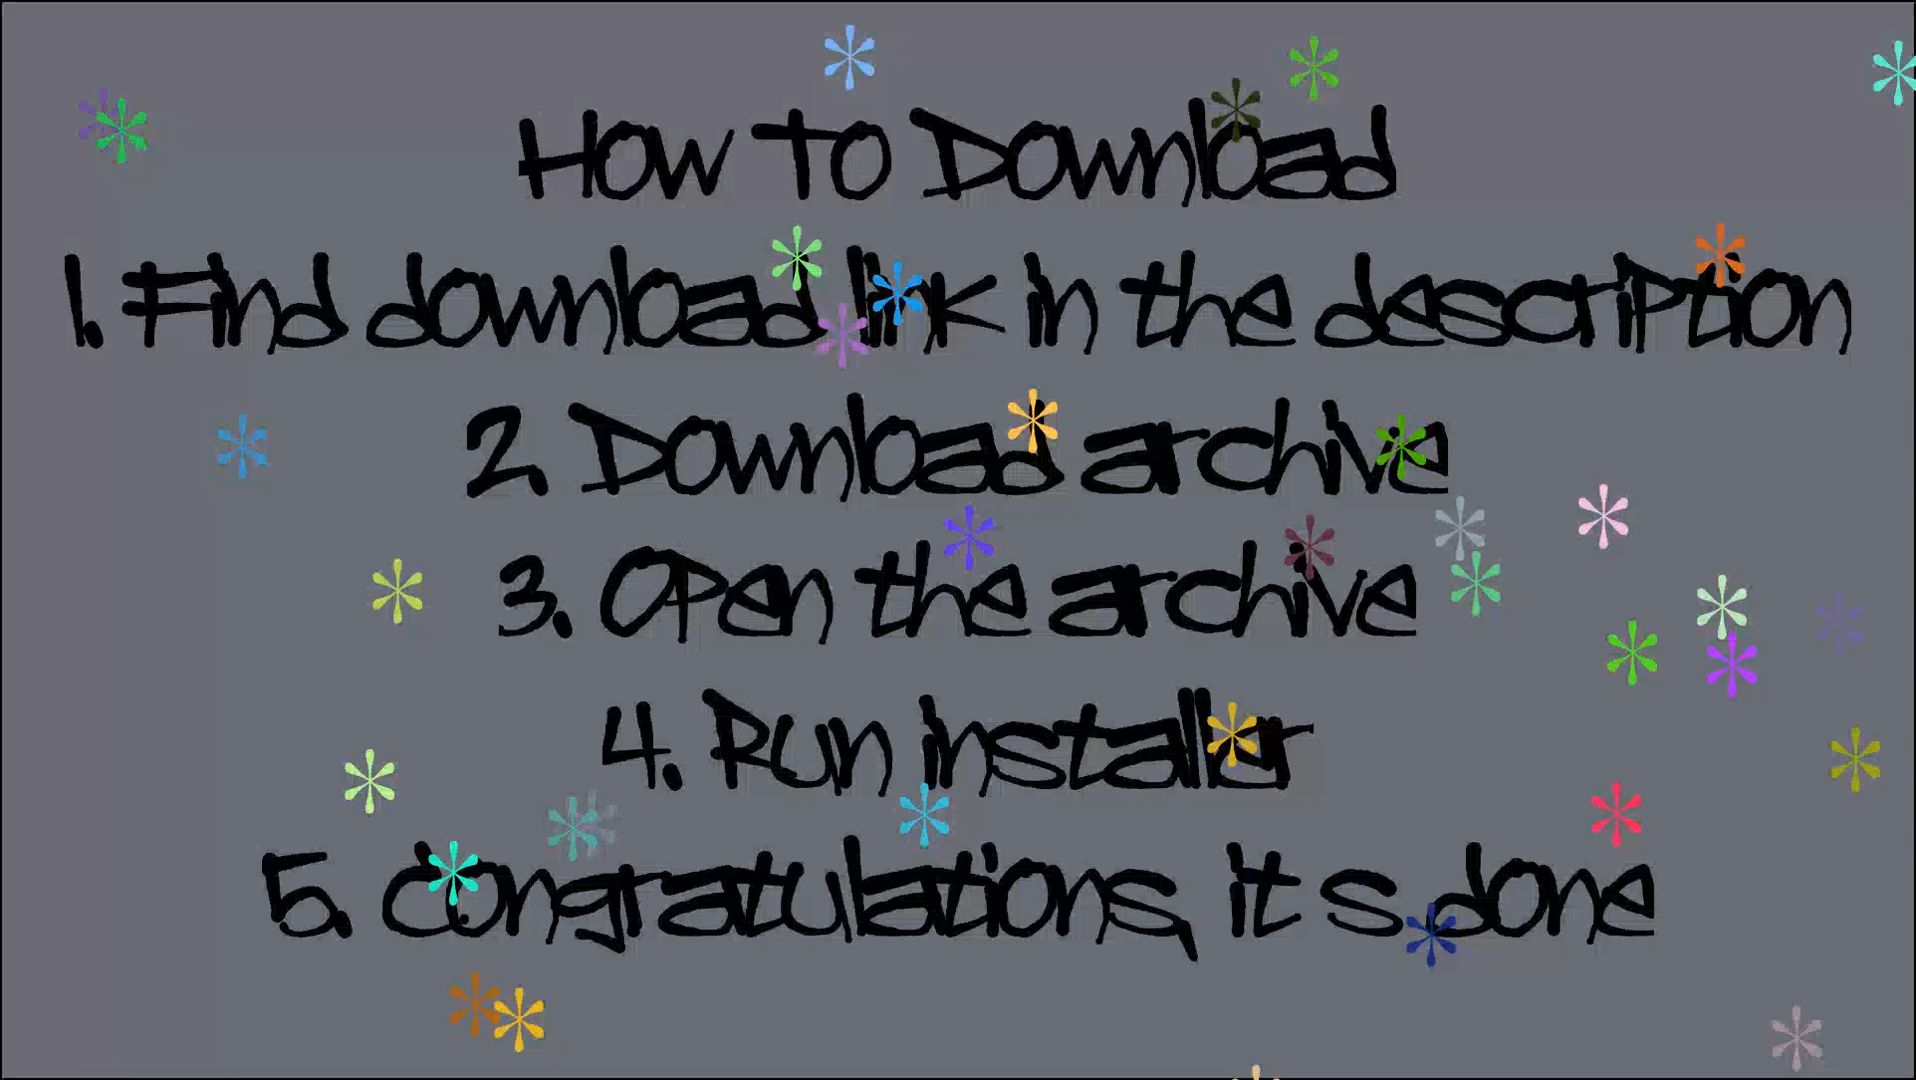 How To Download
1. Find download link in the description
2. Download archive
3. Open the archive
4. Run installer
5. Congratulations, it s done